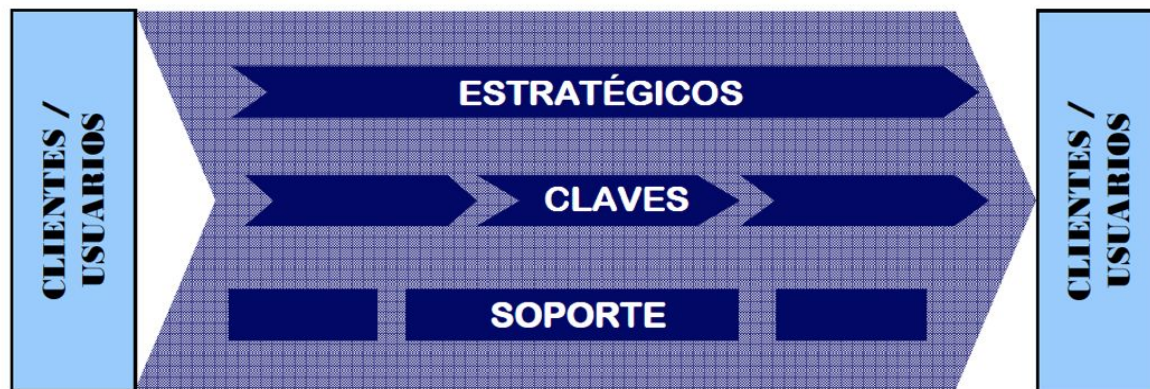 CLIENTES /
USUARIOS
ESTRATÉGICOS
CLAVES
SOPORTE
CLIENTES /
USUARIOS